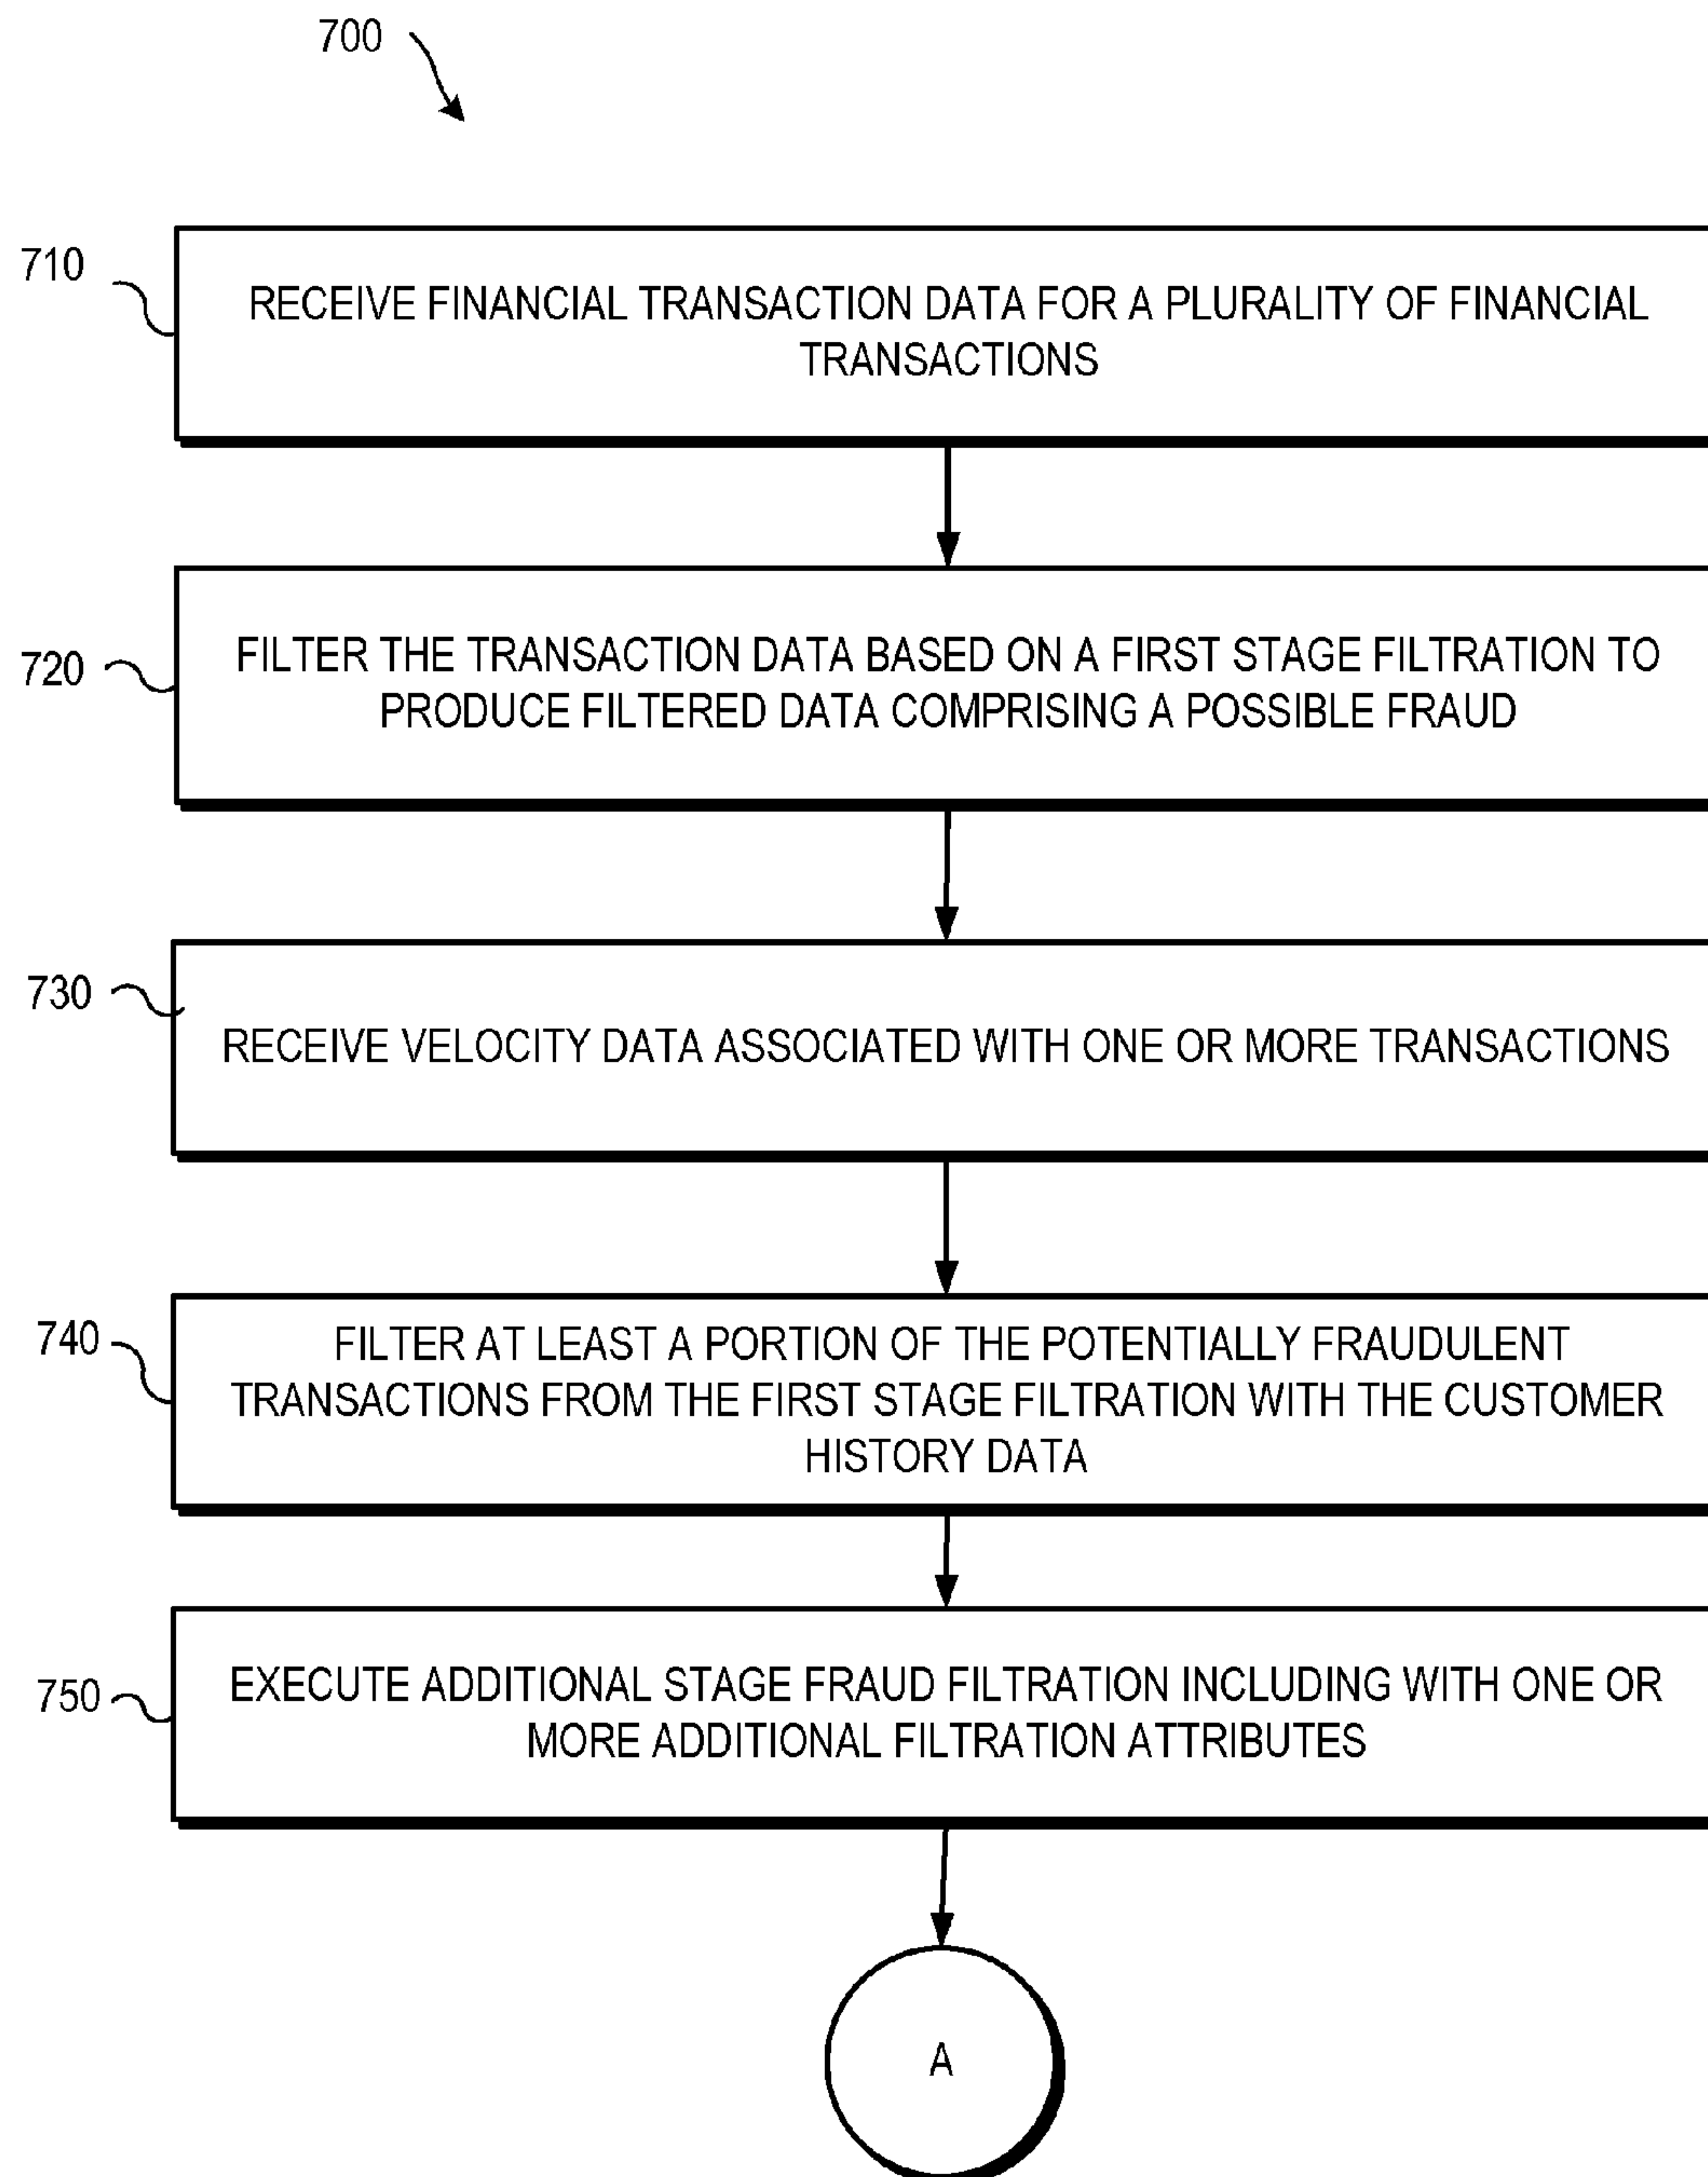 700
710
RECEIVE FINANCIAL TRANSACTION DATA FOR A PLURALITY OF FINANCIAL
TRANSACTIONS
720
FILTER THE TRANSACTION DATA BASED ON A FIRST STAGE FILTRATION TO
PRODUCE FILTERED DATA COMPRISING A POSSIBLE FRAUD
730
RECEIVE VELOCITY DATA ASSOCIATED WITH ONE OR MORE TRANSACTIONS
740
FILTER AT LEAST A PORTION OF THE POTENTIALLY FRAUDULENT
TRANSACTIONS FROM THE FIRST STAGE FILTRATION WITH THE CUSTOMER
HISTORY DATA
750
EXECUTE ADDITIONAL STAGE FRAUD FILTRATION INCLUDING WITH ONE OR
MORE ADDITIONAL FILTRATION ATTRIBUTES
A